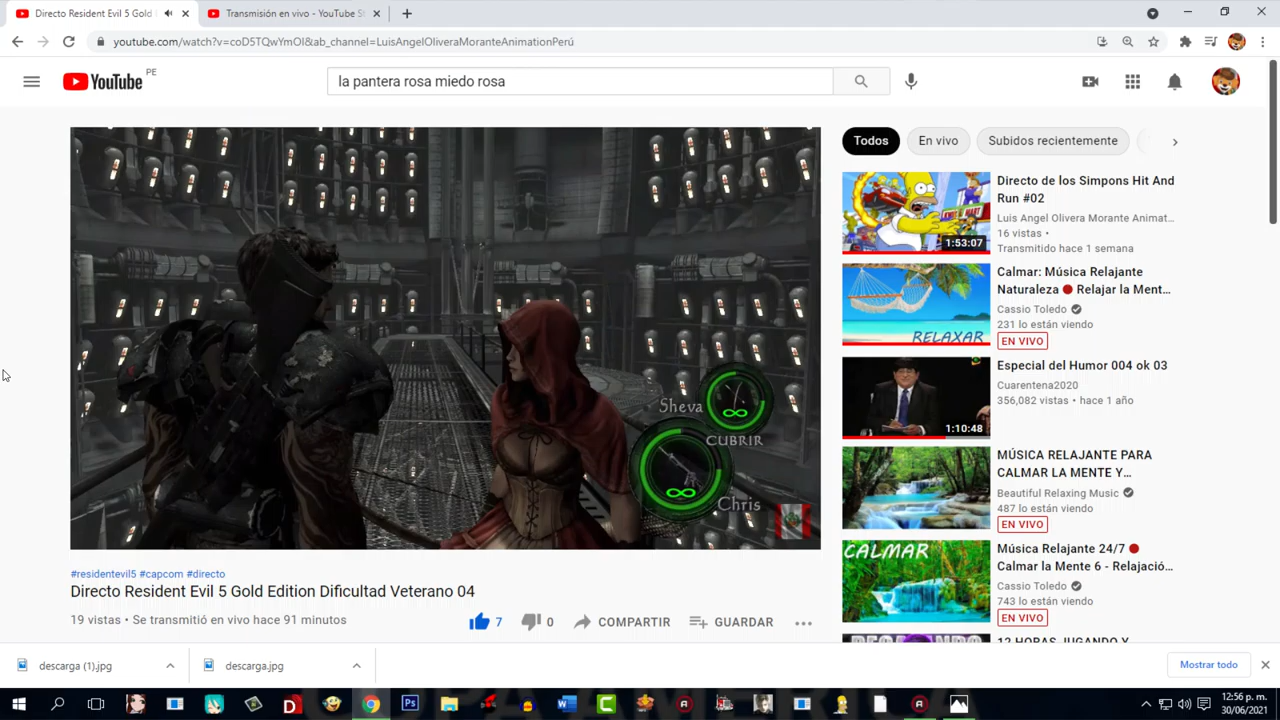 Directo Resident Evil 5 Gold
Transmisión en vivo - YouTube St
youtube.com/watch?v=coD5TQwYmOI&ab_channel=LuisAngelOliveraMoranteAnimationPerú
YouTube PE
la pantera rosa miedo rosa
Todos
En vivo
Subidos recientemente
Directo de los Simpons Hit And
Run #02
Luis Angel Olivera Morante Animat...
16 vistas •
Transmitido hace 1 semana
1:53:07
Calmar: Música Relajante
Naturaleza 🔴 Relajar la Ment...
Cassio Toledo
231 lo están viendo
EN VIVO
RELAXAR
Especial del Humor 004 ok 03
Cuarentena2020
356,082 vistas • hace 1 año
1:10:48
MÚSICA RELAJANTE PARA
CALMAR LA MENTE Y...
Beautiful Relaxing Music
487 lo están viendo
EN VIVO
CALMAR
Música Relajante 24/7 🔴
Calmar la Mente 6 - Relajació...
Cassio Toledo
743 lo están viendo
EN VIVO
12 HORAS JUGANDO Y
Sheva
CUBRIR
Chris
#residentevil5 #capcom #directo
Directo Resident Evil 5 Gold Edition Dificultad Veterano 04
19 vistas • Se transmitió en vivo hace 91 minutos
7
0
COMPARTIR
GUARDAR
descarga (1).jpg
descarga.jpg
Mostrar todo
12:56 p. m.
30/06/2021